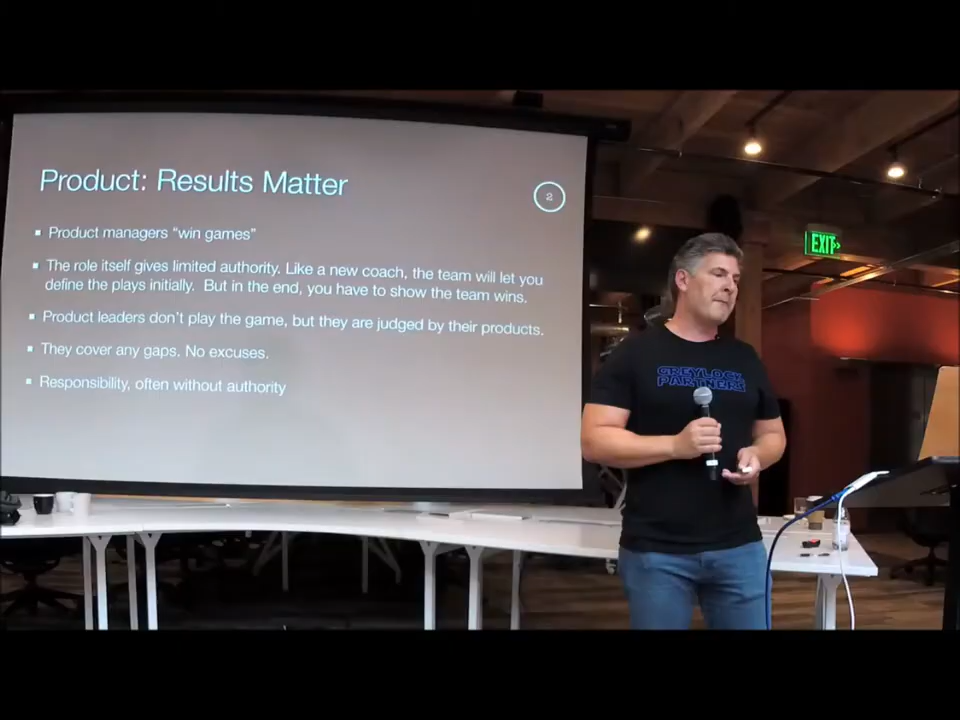 Product: Results Matter
2
▪ Product managers “win games”
▪ The role itself gives limited authority. Like a new coach, the team will let you
define the plays initially.  But in the end, you have to show the team wins.
▪ Product leaders don’t play the game, but they are judged by their products.
▪ They cover any gaps. No excuses.
▪ Responsibility, often without authority
EXIT
GREYLOCK
PARTNERS